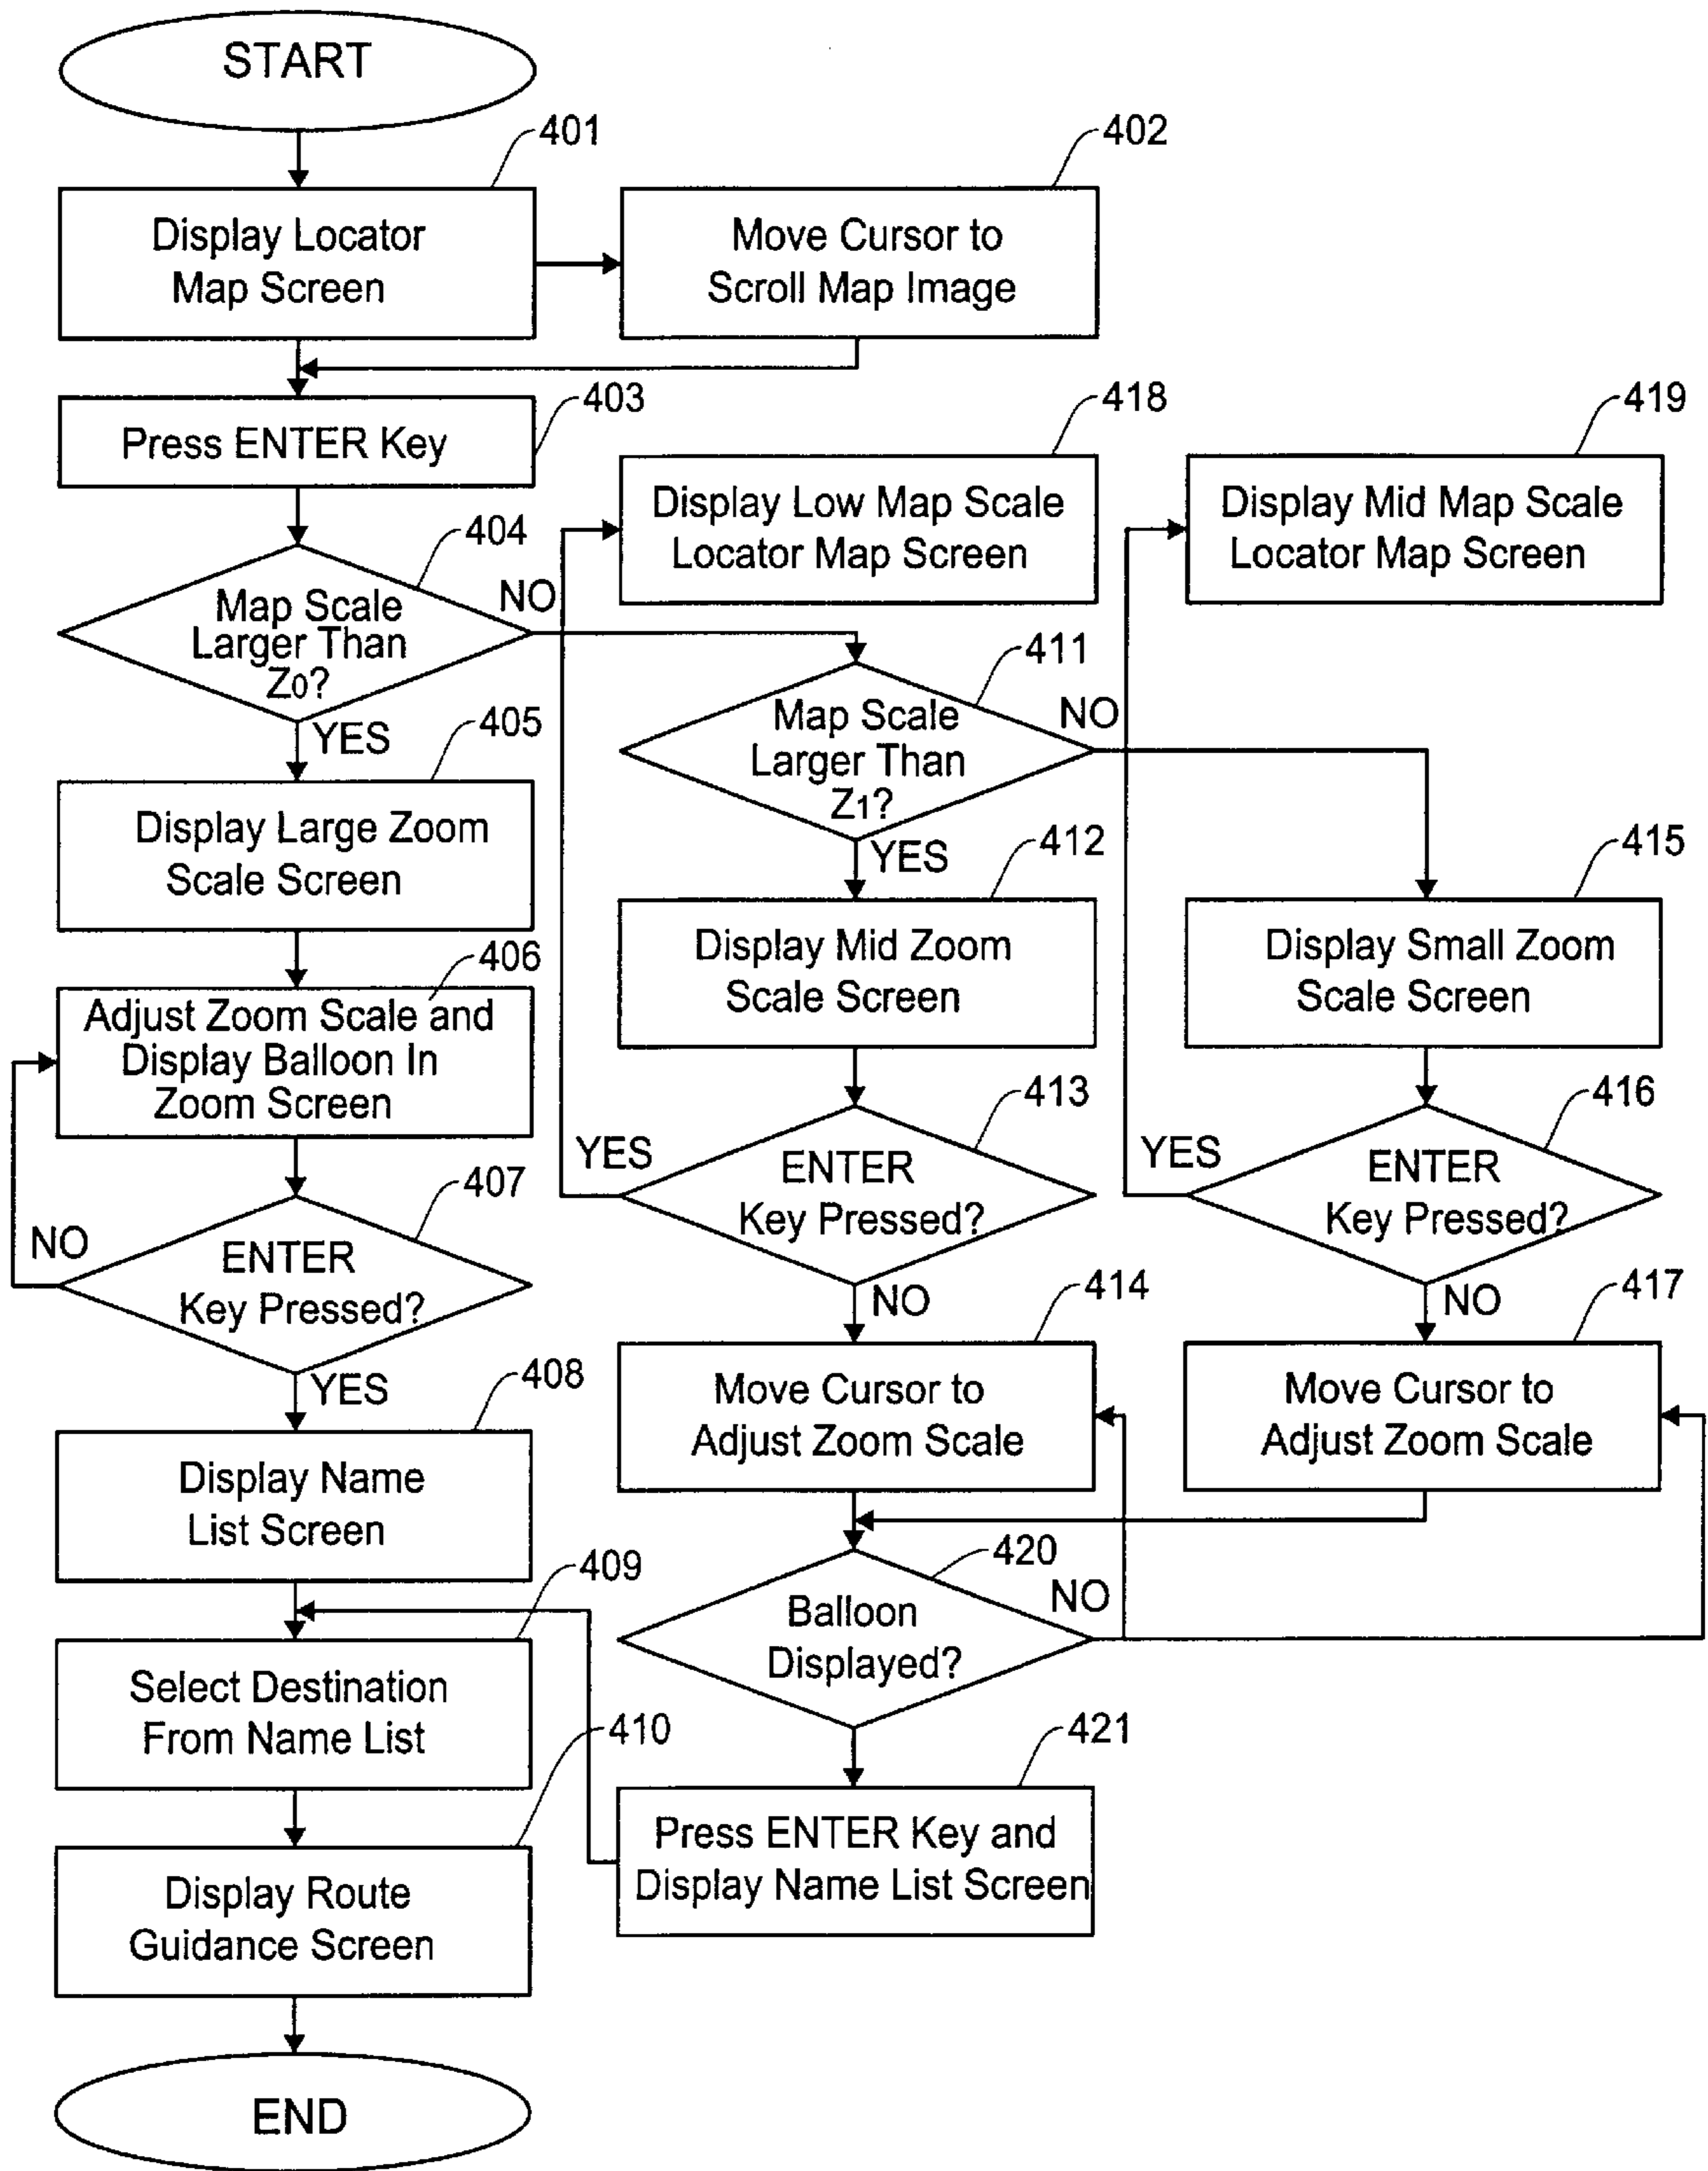 START
401
402
Display Locator
Map Screen
Move Cursor to
Scroll Map Image
403
418
419
Press ENTER Key
Display Low Map Scale
Locator Map Screen
Display Mid Map Scale
Locator Map Screen
404
NO
Map Scale
Larger Than
Z0?
411
NO
Map Scale
Larger Than
Z1?
YES
405
YES
412
415
Display Large Zoom
Scale Screen
Display Mid Zoom
Scale Screen
Display Small Zoom
Scale Screen
406
Adjust Zoom Scale and
Display Balloon In
Zoom Screen
413
416
YES
ENTER
Key Pressed?
YES
ENTER
Key Pressed?
407
NO
ENTER
Key Pressed?
NO
414
NO
417
YES
408
Move Cursor to
Adjust Zoom Scale
Move Cursor to
Adjust Zoom Scale
Display Name
List Screen
409
420
NO
Balloon
Displayed?
Select Destination
From Name List
410
421
Press ENTER Key and
Display Name List Screen
Display Route
Guidance Screen
END